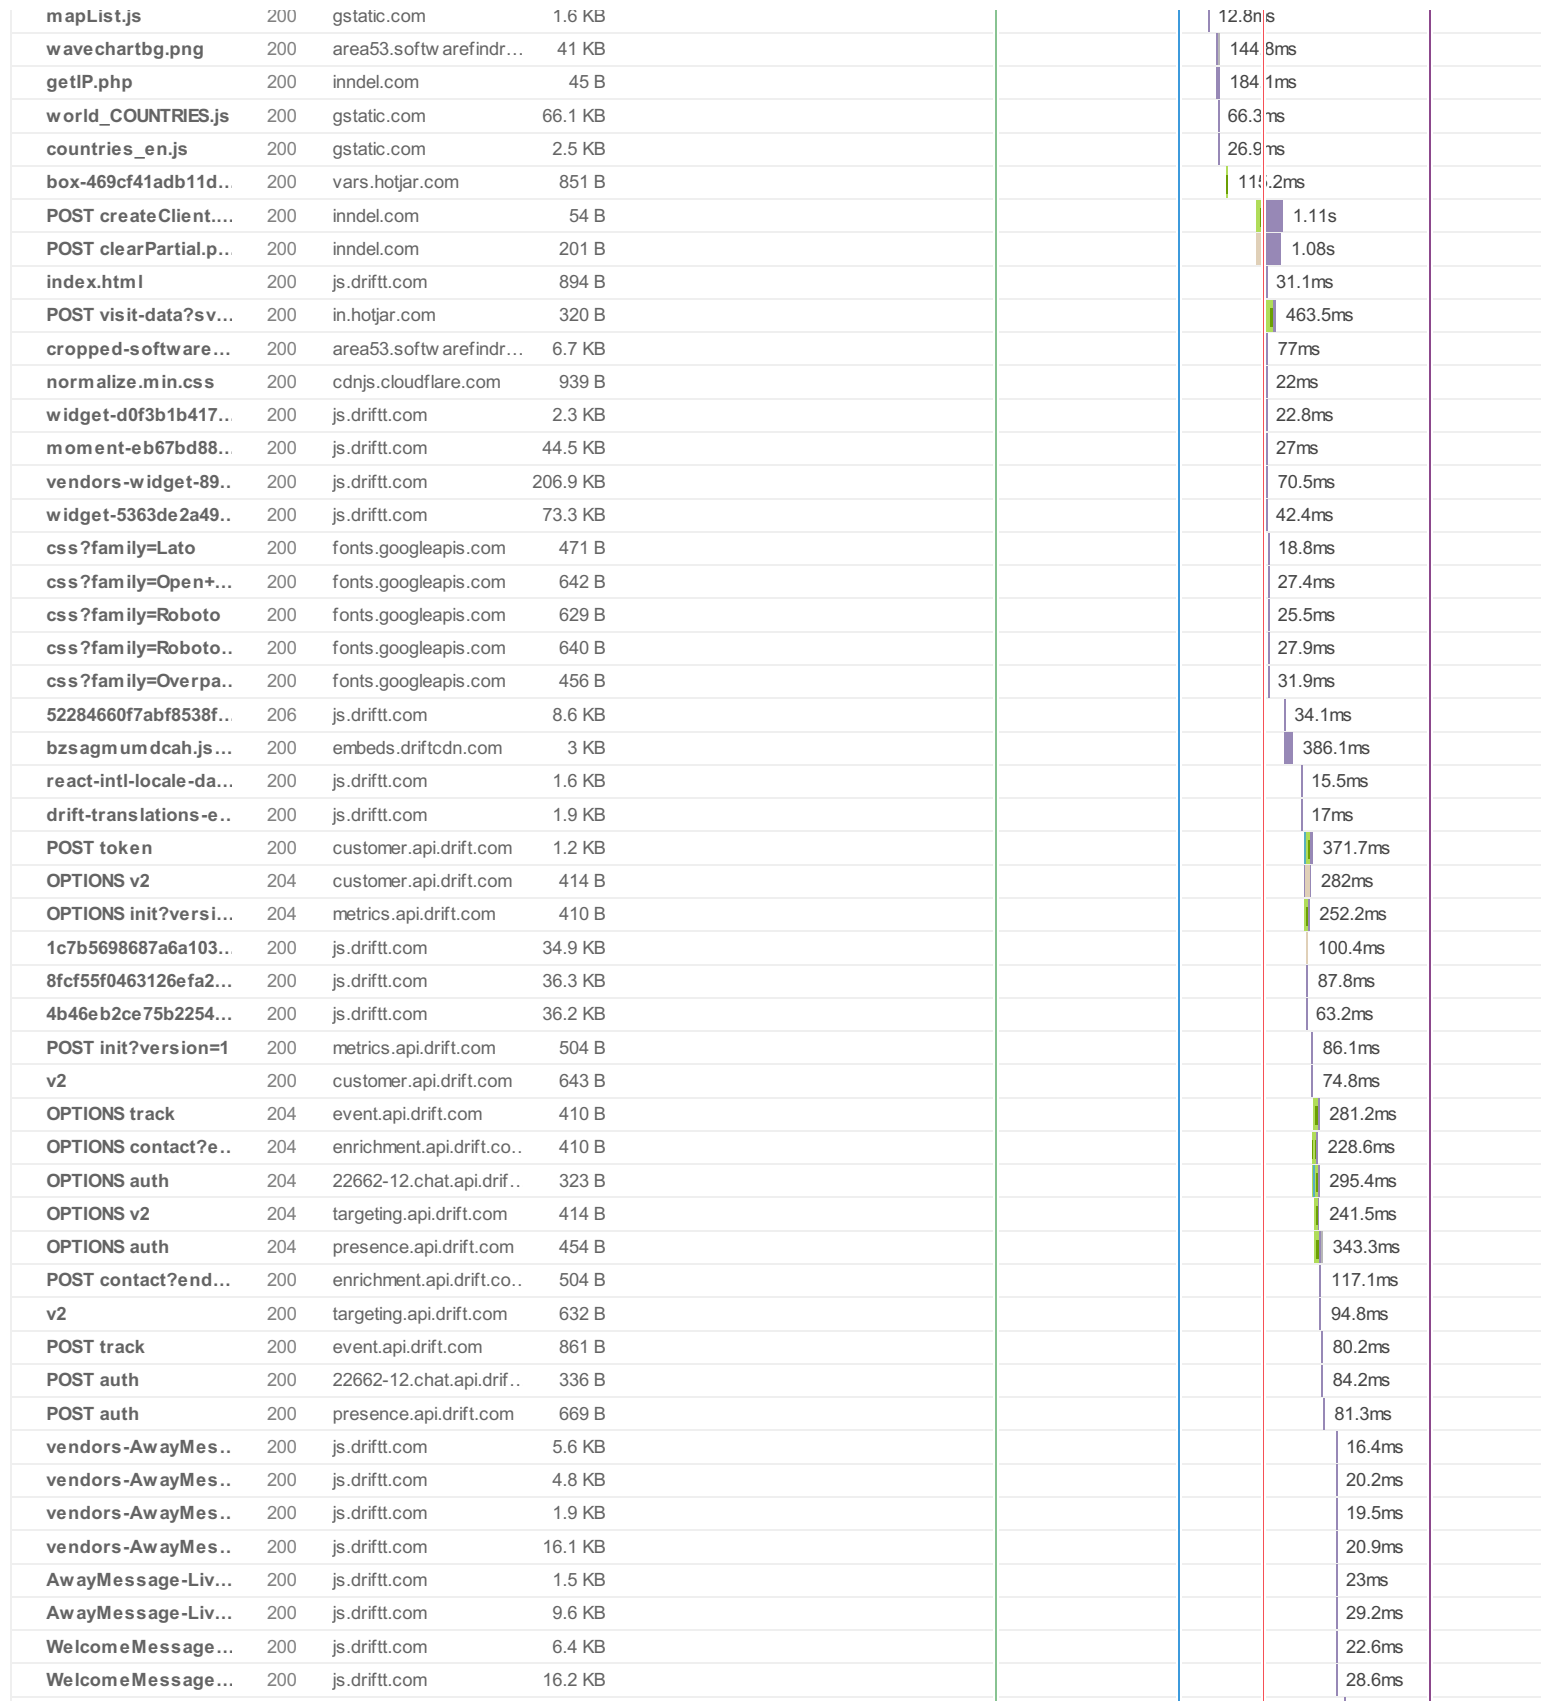 mapList.js 200 gstatic.com 1.6 KB 12.8ms
wavechartbg.png 200 area53.softwarefindr... 41 KB 144.8ms
getIP.php 200 inndel.com 45 B 184.1ms
world_COUNTRIES.js 200 gstatic.com 66.1 KB 66.3ms
countries_en.js 200 gstatic.com 2.5 KB 26.9ms
box-469cf41adb11d... 200 vars.hotjar.com 851 B 115.2ms
POST createClient.... 200 inndel.com 54 B 1.11s
POST clearPartial.p... 200 inndel.com 201 B 1.08s
index.html 200 js.driftt.com 894 B 31.1ms
POST visit-data?sv... 200 in.hotjar.com 320 B 463.5ms
cropped-software... 200 area53.softwarefindr... 6.7 KB 77ms
normalize.min.css 200 cdnjs.cloudflare.com 939 B 22ms
widget-d0f3b1b417... 200 js.driftt.com 2.3 KB 22.8ms
moment-eb67bd88... 200 js.driftt.com 44.5 KB 27ms
vendors-widget-89.. 200 js.driftt.com 206.9 KB 70.5ms
widget-5363de2a49.. 200 js.driftt.com 73.3 KB 42.4ms
css?family=Lato 200 fonts.googleapis.com 471 B 18.8ms
css?family=Open+... 200 fonts.googleapis.com 642 B 27.4ms
css?family=Roboto 200 fonts.googleapis.com 629 B 25.5ms
css?family=Roboto.. 200 fonts.googleapis.com 640 B 27.9ms
css?family=Overpa.. 200 fonts.googleapis.com 456 B 31.9ms
52284660f7abf8538f... 206 js.driftt.com 8.6 KB 34.1ms
bzsagmumdcah.js... 200 embeds.driftcdn.com 3 KB 386.1ms
react-intl-locale-da... 200 js.driftt.com 1.6 KB 15.5ms
drift-translations-e.. 200 js.driftt.com 1.9 KB 17ms
POST token 200 customer.api.drift.com 1.2 KB 371.7ms
OPTIONS v2 204 customer.api.drift.com 414 B 282ms
OPTIONS init?versi... 204 metrics.api.drift.com 410 B 252.2ms
1c7b5698687a6a103... 200 js.driftt.com 34.9 KB 100.4ms
8fcf55f0463126efa2... 200 js.driftt.com 36.3 KB 87.8ms
4b46eb2ce75b2254... 200 js.driftt.com 36.2 KB 63.2ms
POST init?version=1 200 metrics.api.drift.com 504 B 86.1ms
v2 200 customer.api.drift.com 643 B 74.8ms
OPTIONS track 204 event.api.drift.com 410 B 281.2ms
OPTIONS contact?e.. 204 enrichment.api.drift.co.. 410 B 228.6ms
OPTIONS auth 204 22662-12.chat.api.drif.. 323 B 295.4ms
OPTIONS v2 204 targeting.api.drift.com 414 B 241.5ms
OPTIONS auth 204 presence.api.drift.com 454 B 343.3ms
POST contact?end... 200 enrichment.api.drift.co.. 504 B 117.1ms
v2 200 targeting.api.drift.com 632 B 94.8ms
POST track 200 event.api.drift.com 861 B 80.2ms
POST auth 200 22662-12.chat.api.drif.. 336 B 84.2ms
POST auth 200 presence.api.drift.com 669 B 81.3ms
vendors-AwayMes.. 200 js.driftt.com 5.6 KB 16.4ms
vendors-AwayMes.. 200 js.driftt.com 4.8 KB 20.2ms
vendors-AwayMes.. 200 js.driftt.com 1.9 KB 19.5ms
vendors-AwayMes.. 200 js.driftt.com 16.1 KB 20.9ms
AwayMessage-Liv... 200 js.driftt.com 1.5 KB 23ms
AwayMessage-Liv... 200 js.driftt.com 9.6 KB 29.2ms
WelcomeMessage... 200 js.driftt.com 6.4 KB 22.6ms
WelcomeMessage... 200 js.driftt.com 16.2 KB 28.6ms